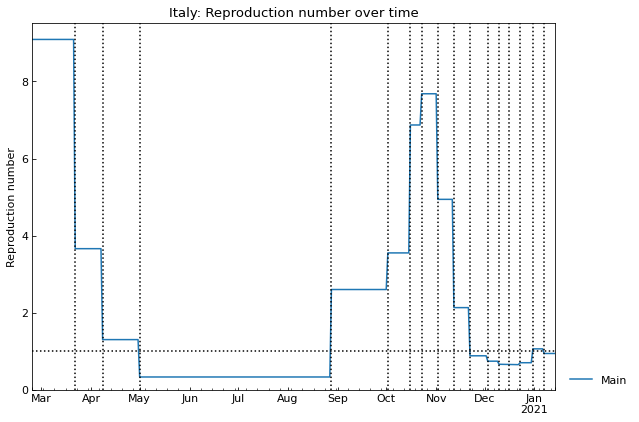 Italy: Reproduction number over time
Reproduction number
8
6
4
2
0
Mar Apr May Jun Jul Aug Sep Oct Nov Dec Jan
2021
Main